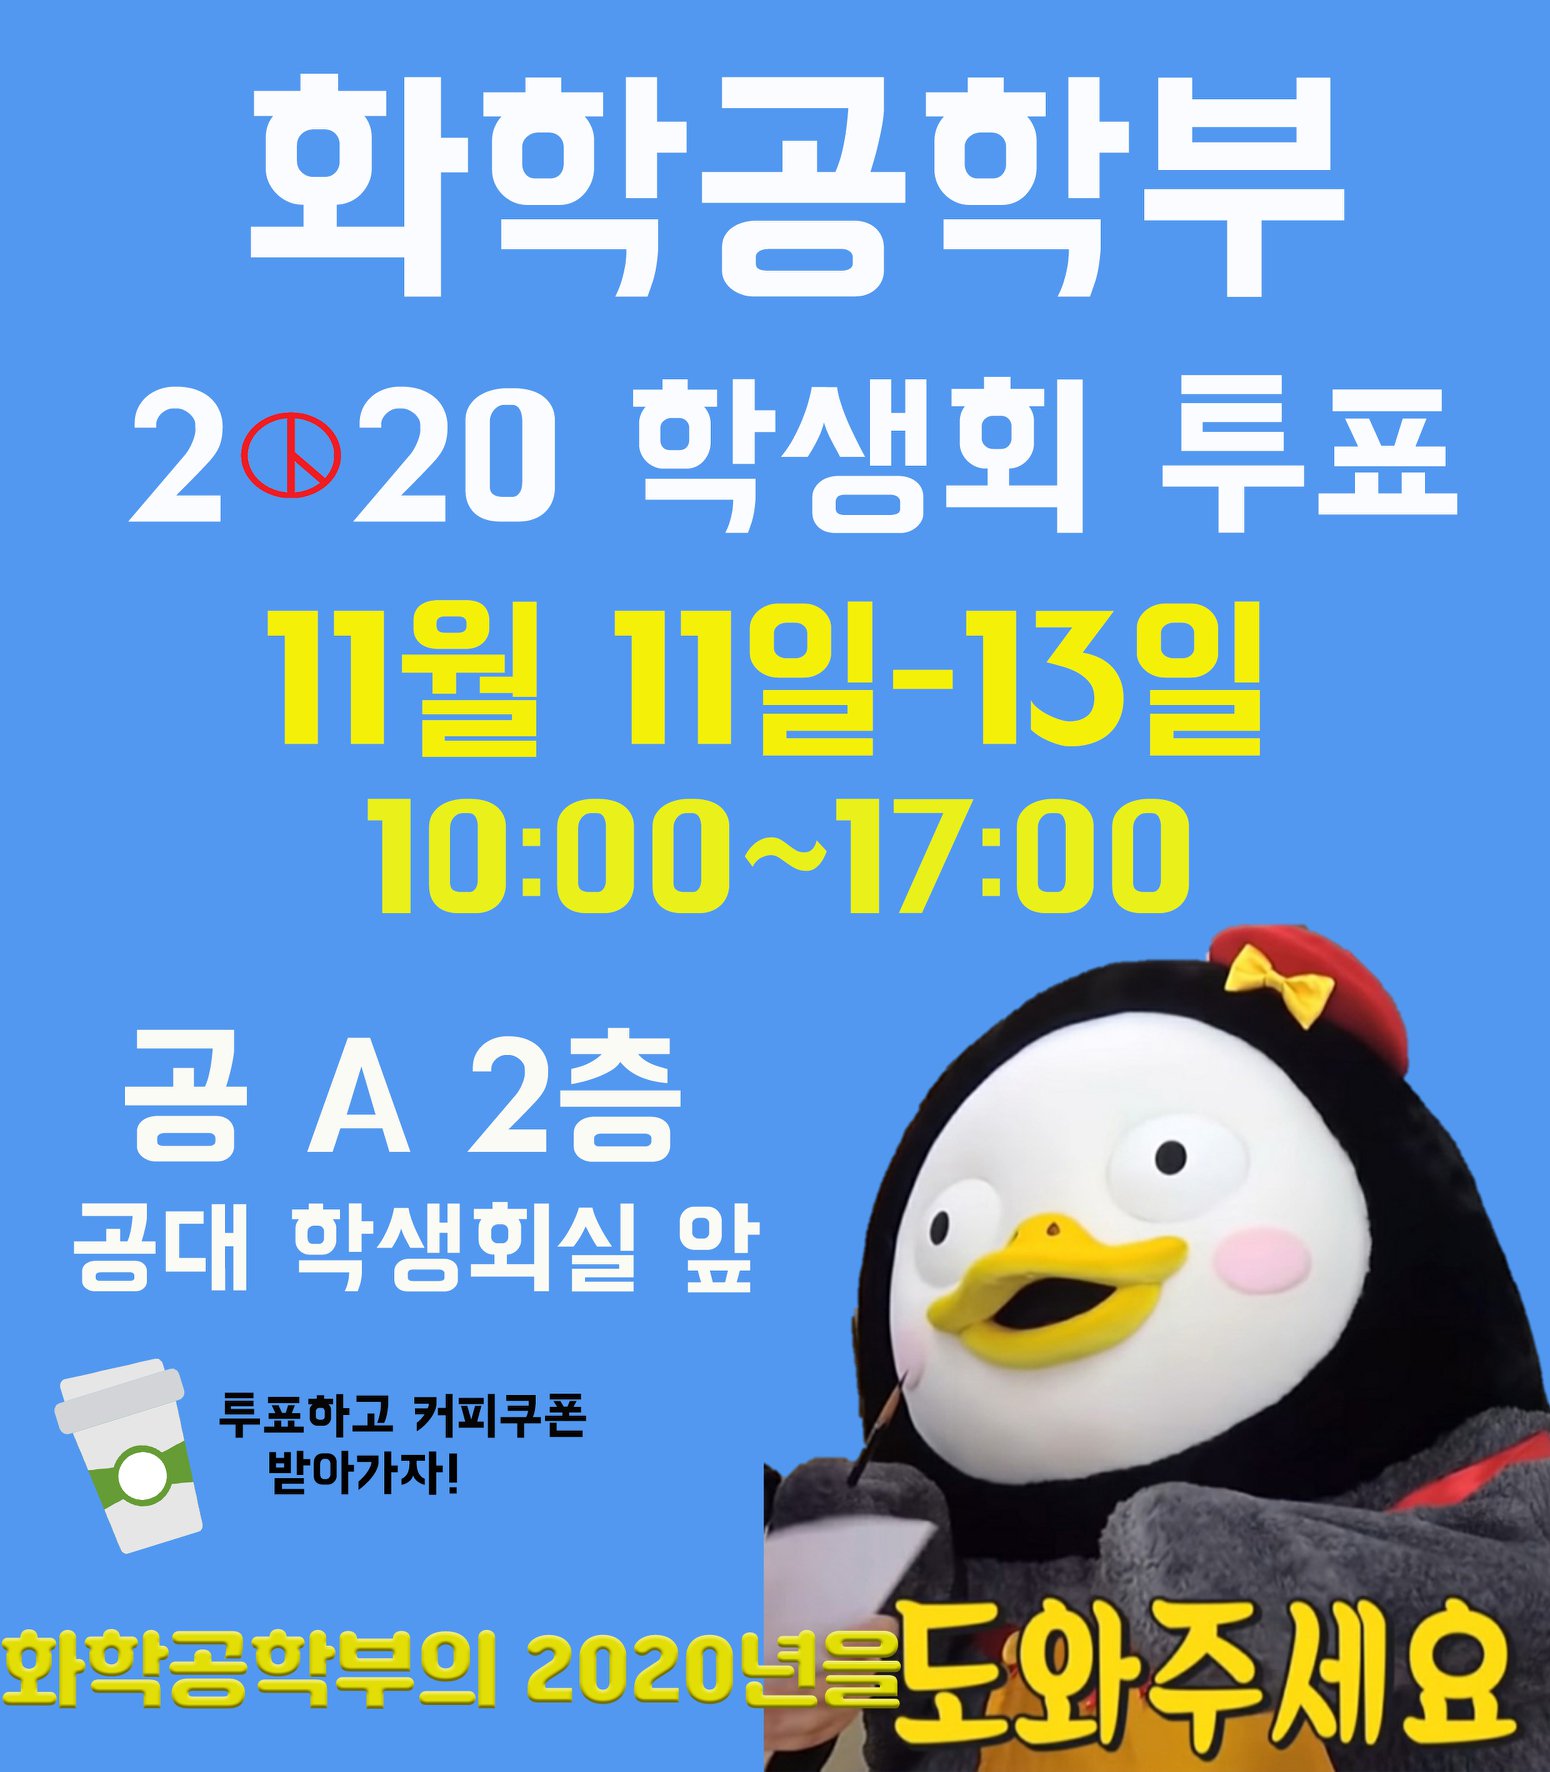 화학공학부
2020 학생회 투표
11월 11일-13일
10:00~17:00
공 A 2층
공대 학생회실 앞
투표하고 커피쿠폰
받아가자!
화학공학부의 2020년을 도와주세요